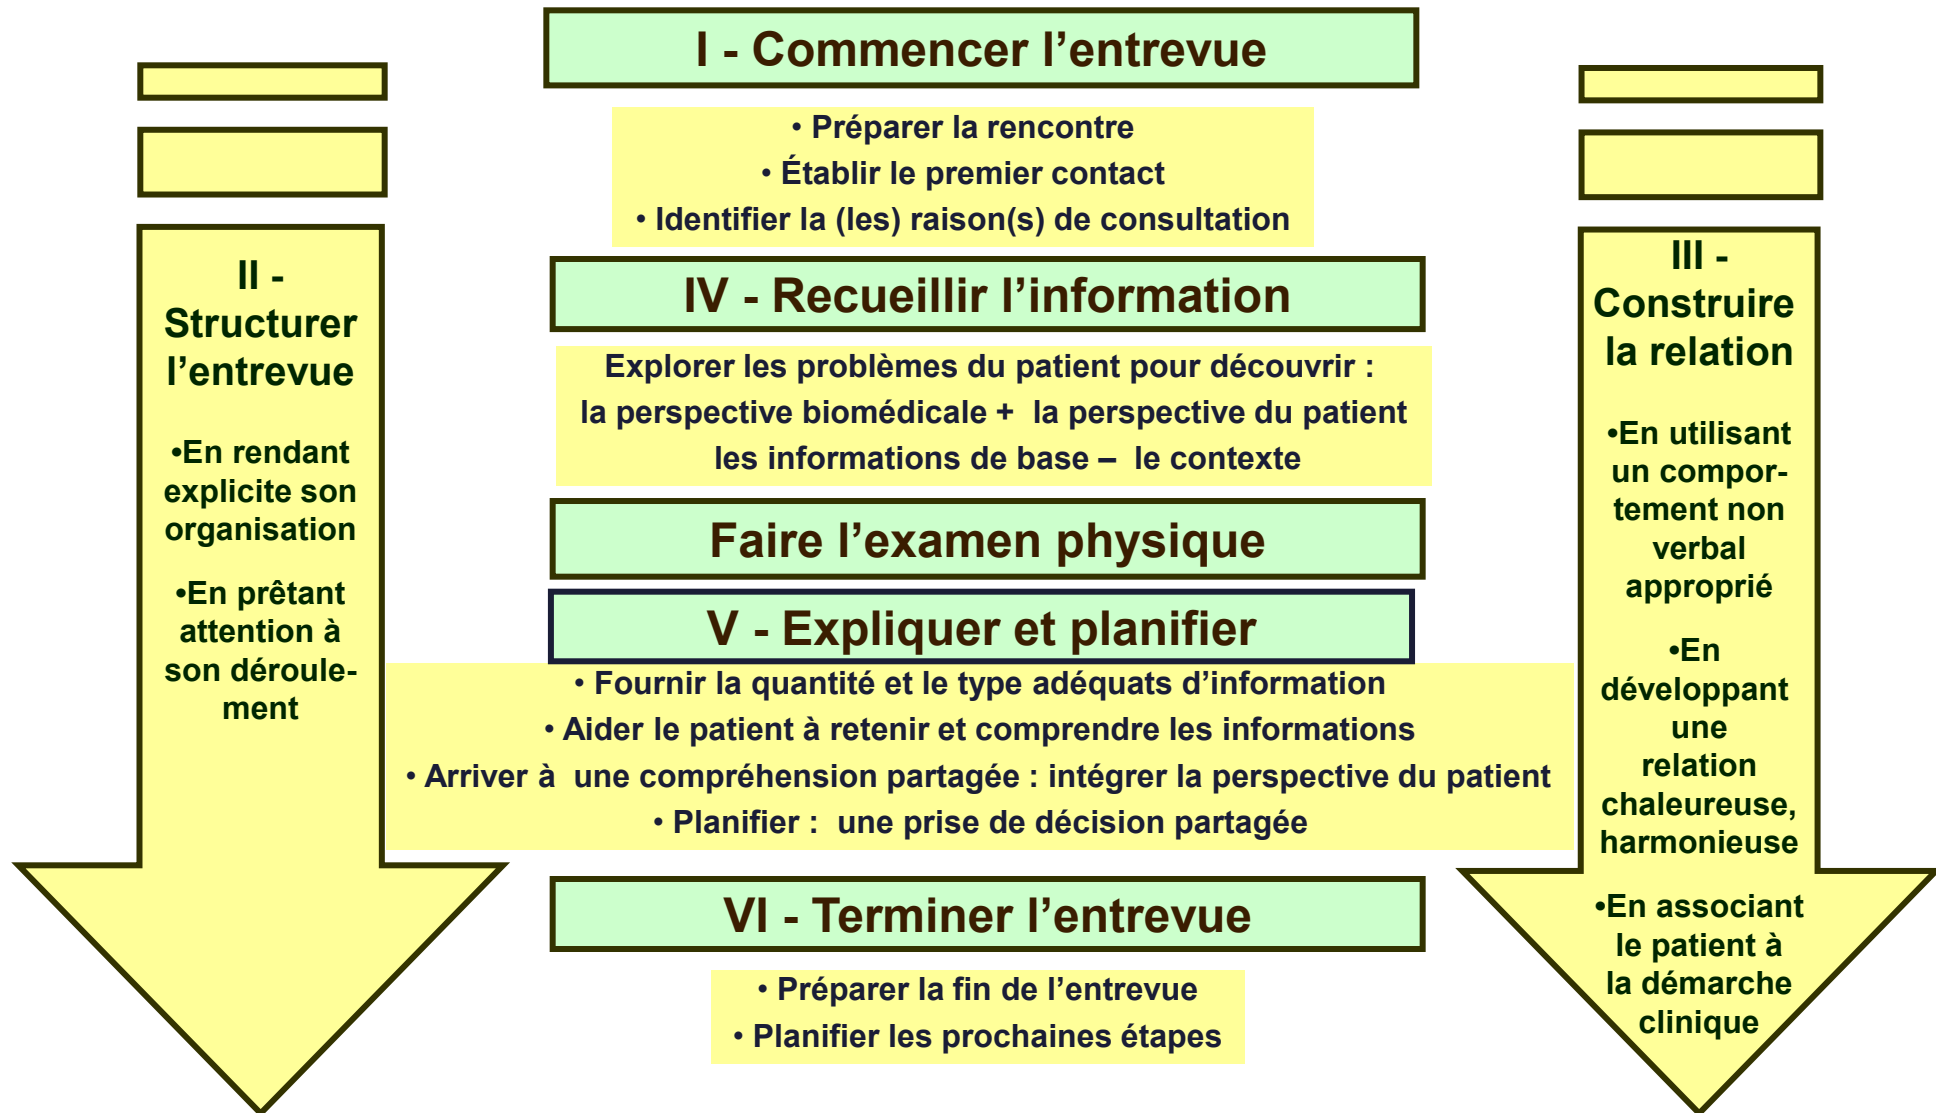 I - Commencer l’entrevue
• Préparer la rencontre
• Établir le premier contact
• Identifier la (les) raison(s) de consultation
II -
Structurer
l’entrevue
•En rendant
explicite son
organisation
•En prêtant
attention à
son déroule-
ment
III -
Construire
la relation
•En utilisant
un compor-
tement non
verbal
approprié
•En
développant
une
relation
chaleureuse,
harmonieuse
•En associant
le patient à
la démarche
clinique
IV - Recueillir l’information
Explorer les problèmes du patient pour découvrir :
la perspective biomédicale + la perspective du patient
les informations de base – le contexte
Faire l’examen physique
V - Expliquer et planifier
• Fournir la quantité et le type adéquats d’information
• Aider le patient à retenir et comprendre les informations
• Arriver à une compréhension partagée : intégrer la perspective du patient
• Planifier : une prise de décision partagée
VI - Terminer l’entrevue
• Préparer la fin de l’entrevue
• Planifier les prochaines étapes